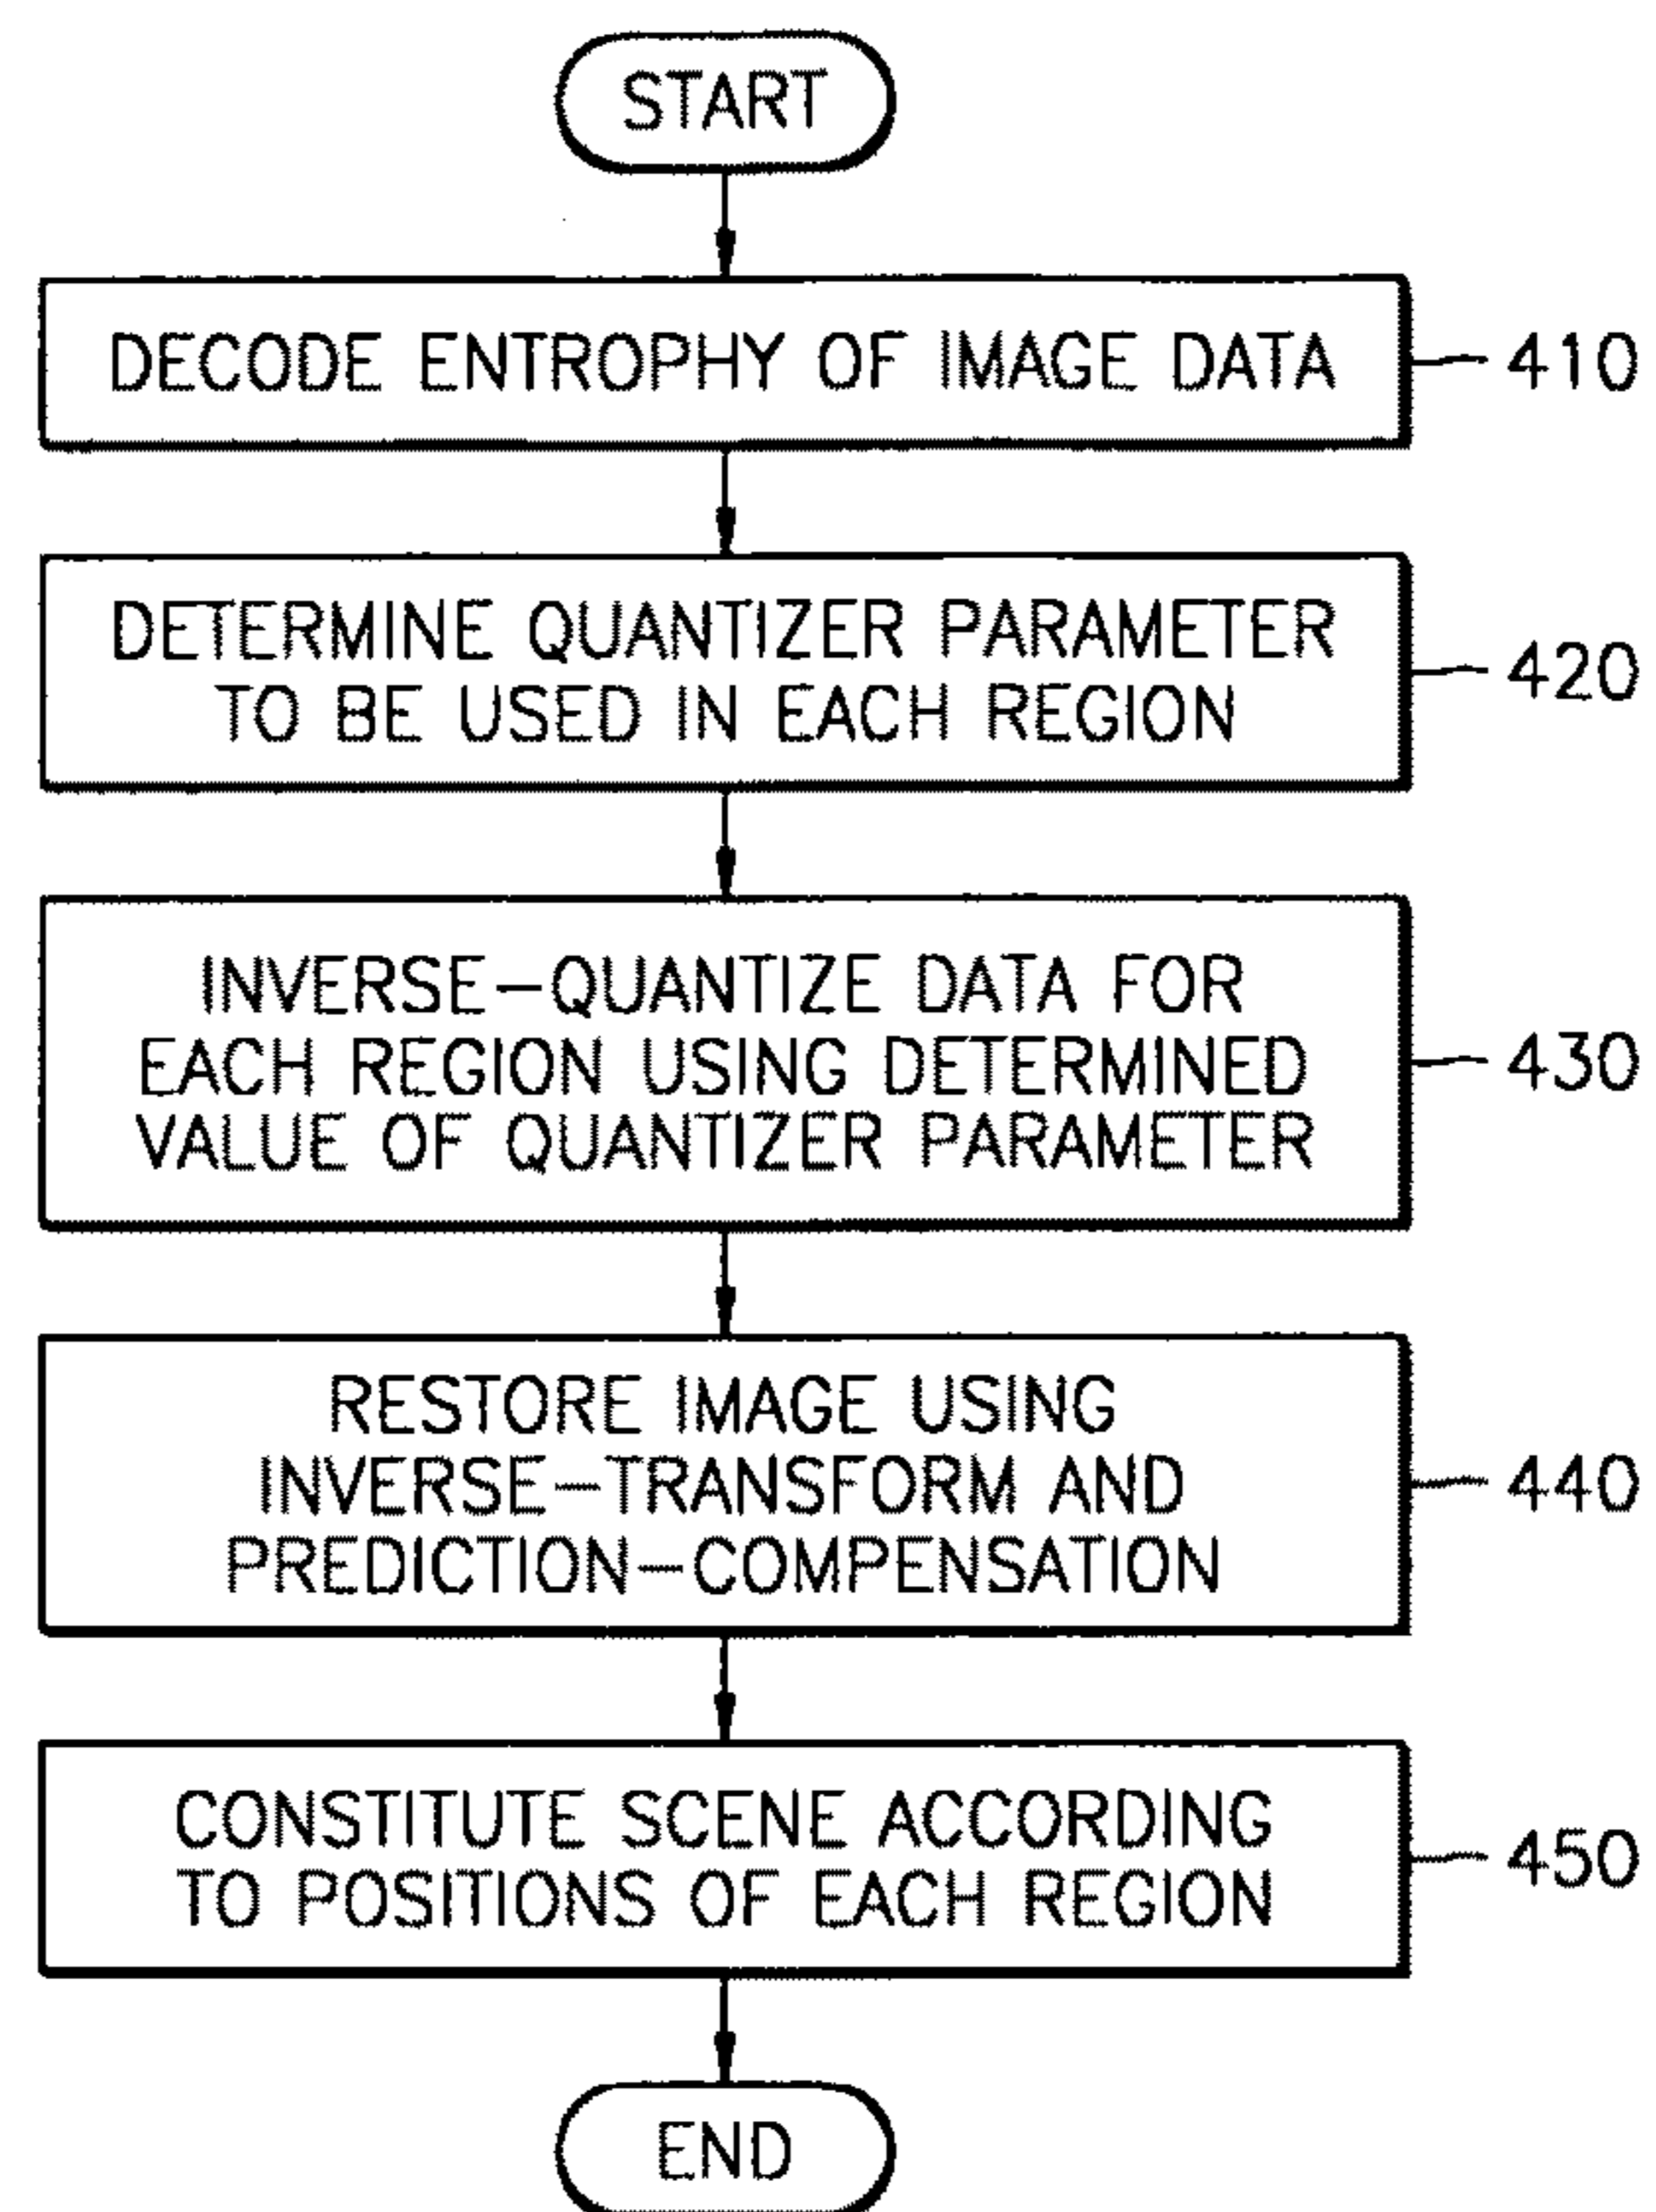 START
DECODE ENTROPHY OF IMAGE DATA
410
DETERMINE QUANTIZER PARAMETER
TO BE USED IN EACH REGION
420
INVERSE-QUANTIZE DATA FOR
EACH REGION USING DETERMINED
VALUE OF QUANTIZER PARAMETER
430
RESTORE IMAGE USING
INVERSE-TRANSFORM AND
PREDICTION-COMPENSATION
440
CONSTITUTE SCENE ACCORDING
TO POSITIONS OF EACH REGION
450
END